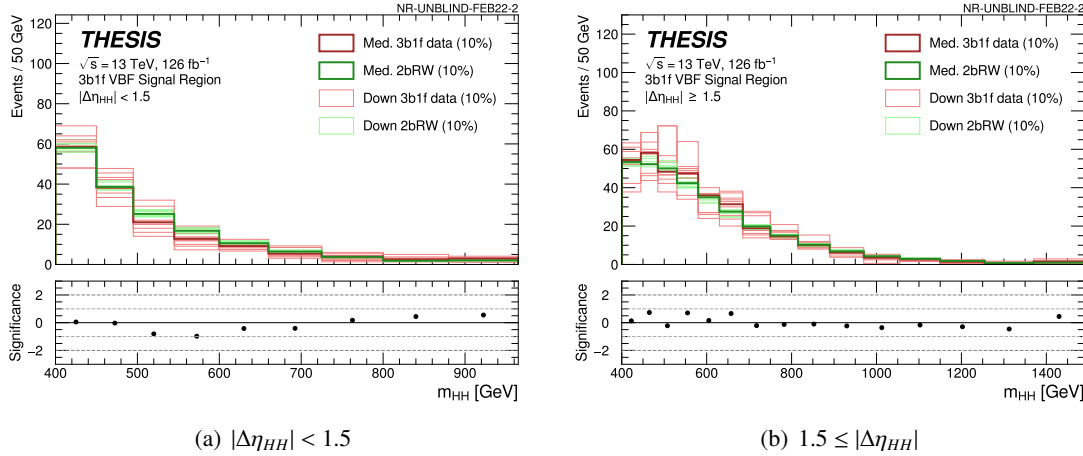 NR-UNBLIND-FEB22-2
Events / 50 GeV
120
100
80
60
40
20
0
THESIS
√s = 13 TeV, 126 fb⁻¹
3b1f VBF Signal Region
|Δη_HH| < 1.5
Med. 3b1f data (10%)
Med. 2bRW (10%)
Down 3b1f data (10%)
Down 2bRW (10%)
Significance
2
0
−2
400 500 600 700 800 900
m_HH [GeV]
(a) |Δη_HH| < 1.5
NR-UNBLIND-FEB22-2
Events / 50 GeV
120
100
80
60
40
20
0
THESIS
√s = 13 TeV, 126 fb⁻¹
3b1f VBF Signal Region
|Δη_HH| ≥ 1.5
Med. 3b1f data (10%)
Med. 2bRW (10%)
Down 3b1f data (10%)
Down 2bRW (10%)
Significance
2
0
−2
400 600 800 1000 1200 1400
m_HH [GeV]
(b) 1.5 ≤ |Δη_HH|